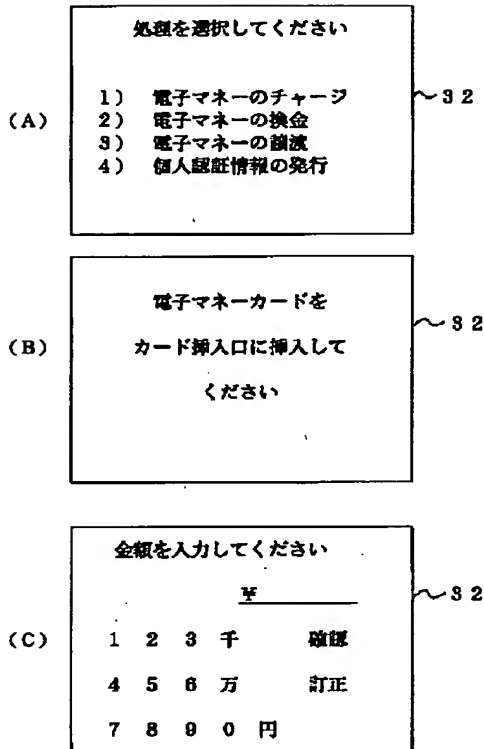 処理を選択してください
1) 電子マネーのチャージ
2) 電子マネーの換金
3) 電子マネーの譲渡
4) 個人認証情報の発行
(A)
~32
電子マネーカードを
カード挿入口に挿入して
ください
(B)
~32
金額を入力してください
¥
1 2 3 千 確認
4 5 6 万 訂正
7 8 9 0 円
(C)
~32